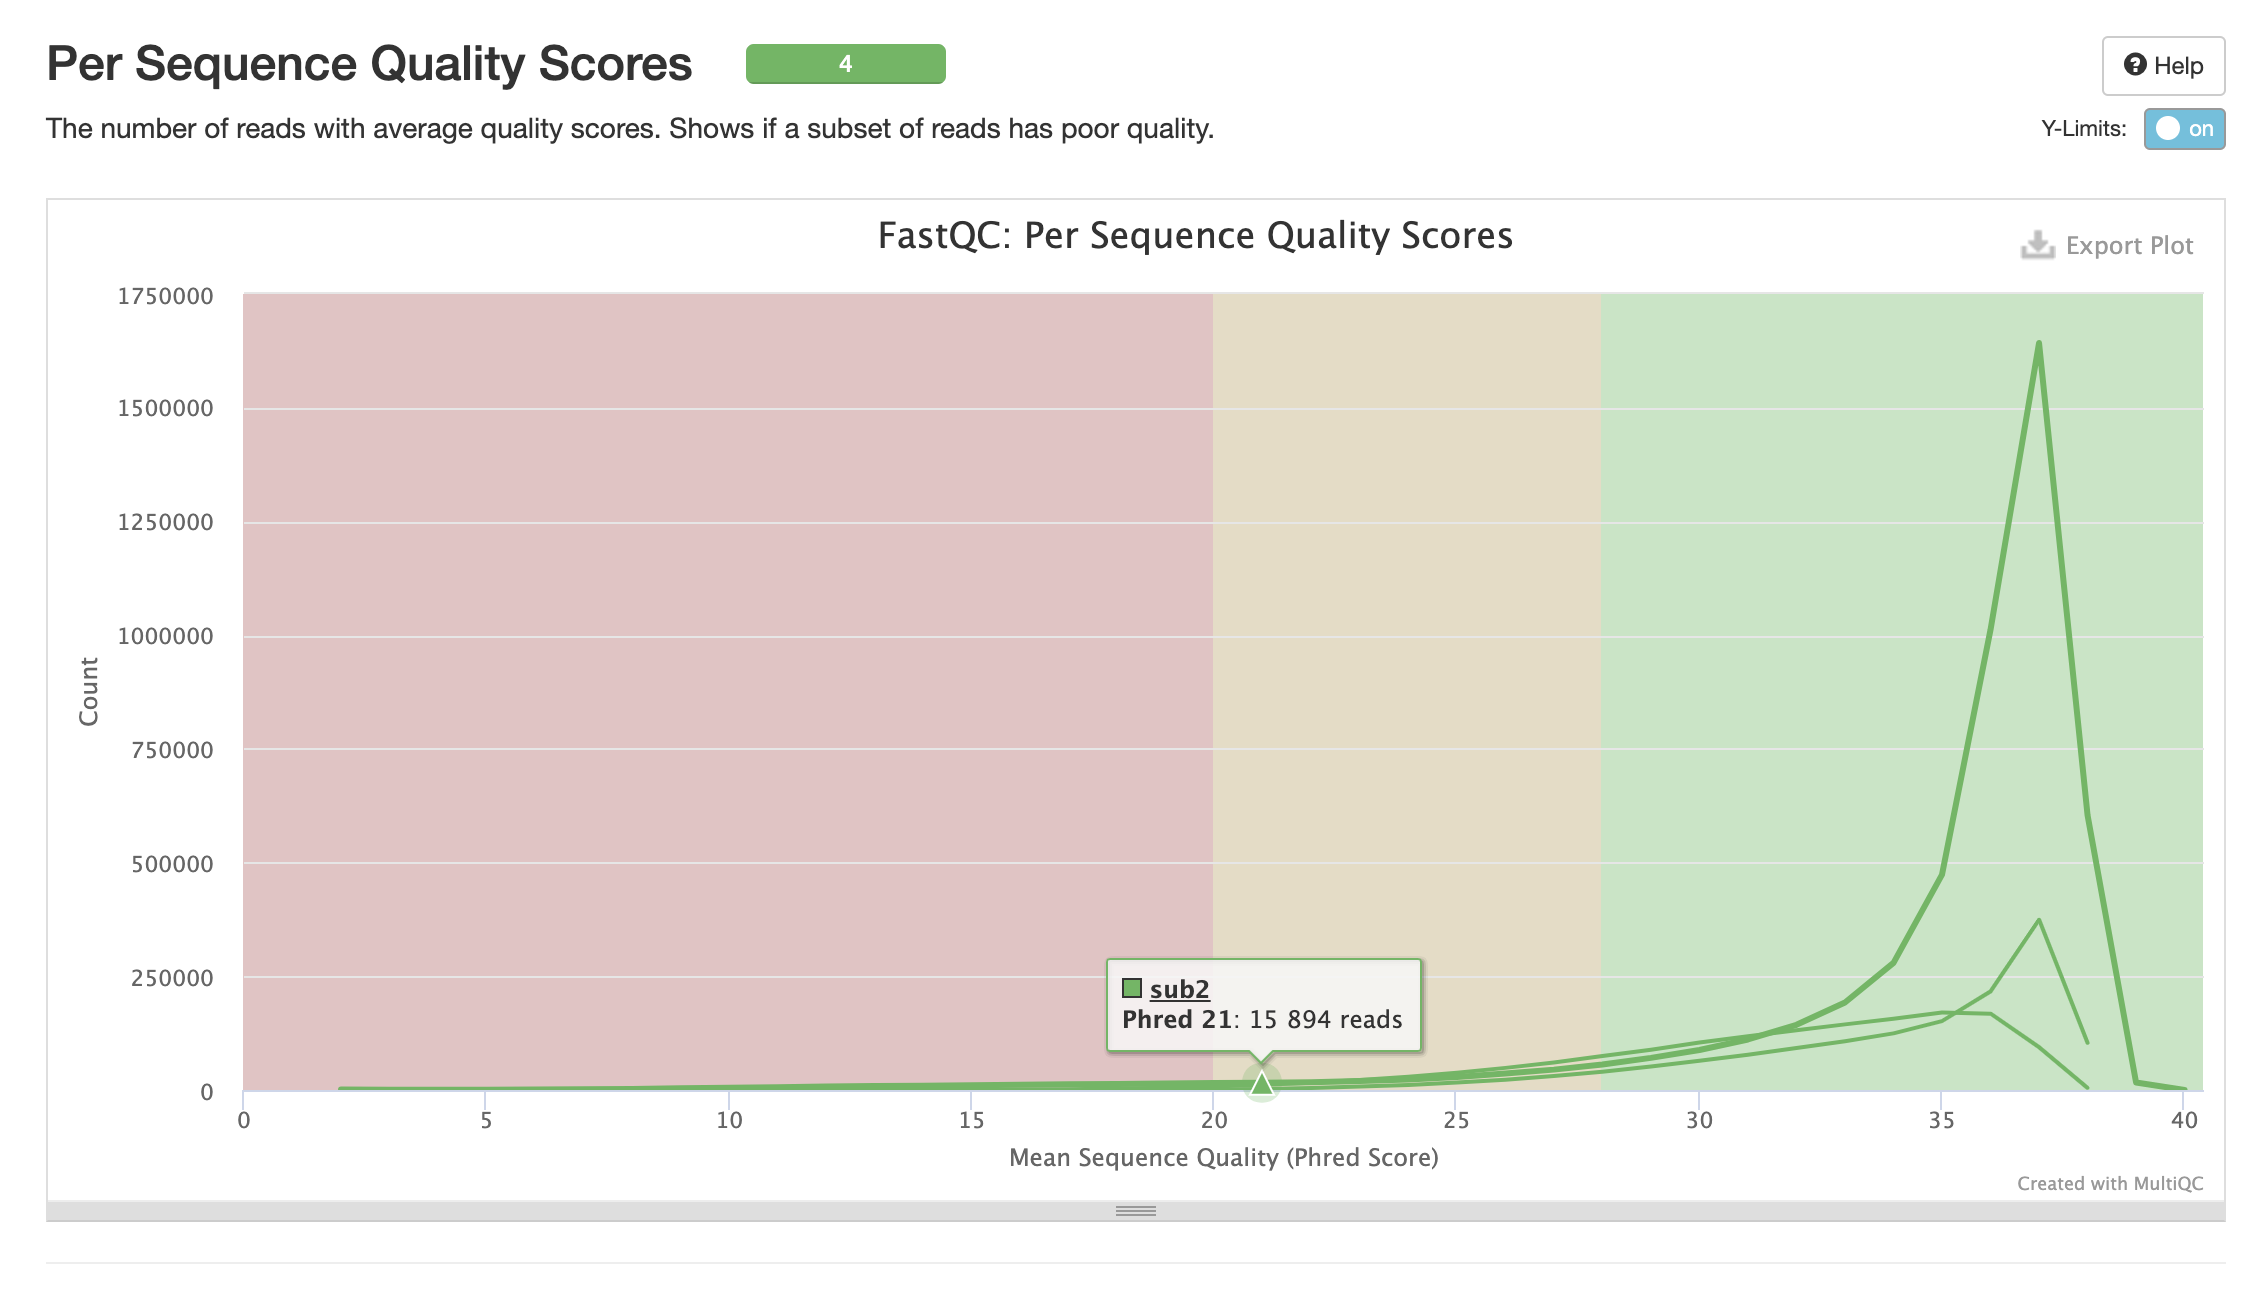 Per Sequence Quality Scores
4
Help
The number of reads with average quality scores. Shows if a subset of reads has poor quality.
Y-Limits:
on
FastQC: Per Sequence Quality Scores
Export Plot
1750000
1500000
1250000
1000000
750000
500000
250000
0
Count
sub2
Phred 21: 15 894 reads
0
5
10
15
20
25
30
35
40
Mean Sequence Quality (Phred Score)
Created with MultiQC